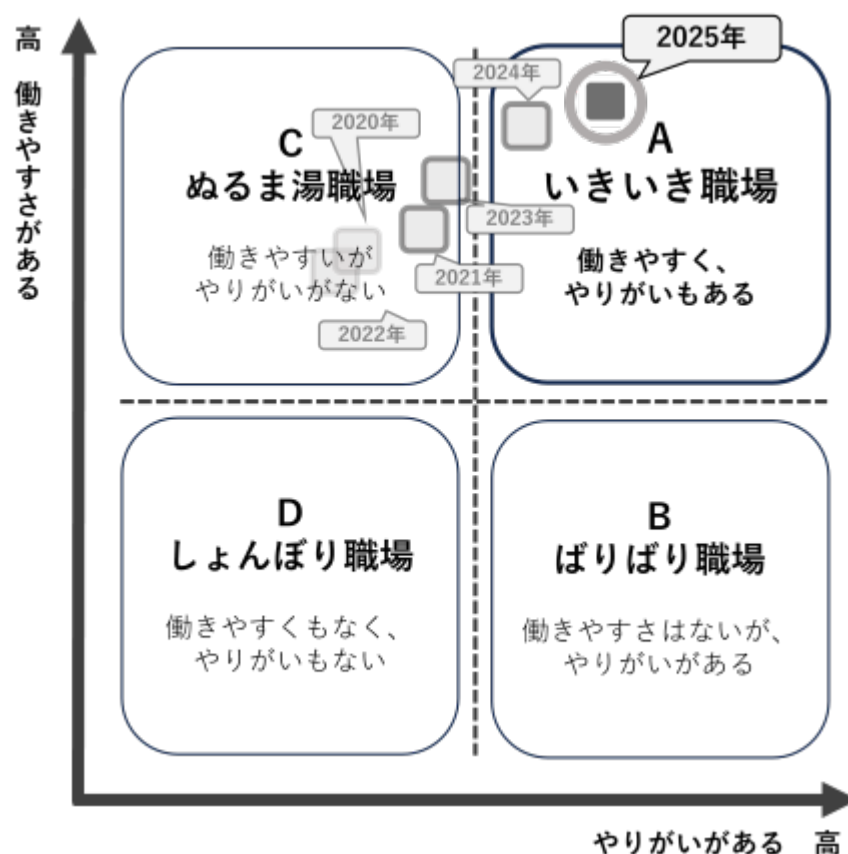 高　働きやすさがある
2025年
2024年
2020年
C
ぬるま湯職場
A
いきいき職場
2023年
働きやすいが
やりがいがない
働きやすく、
やりがいもある
2021年
2022年
D
しょんぼり職場
B
ばりばり職場
働きやすくもなく、
やりがいもない
働きやすさはないが、
やりがいがある
やりがいがある　高